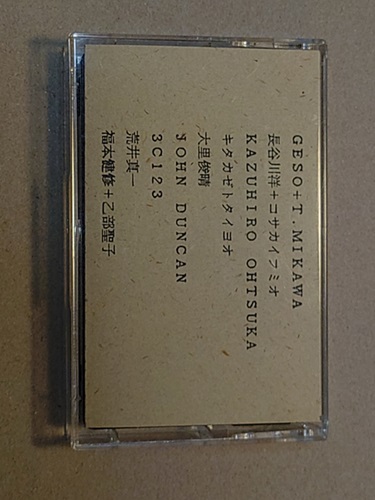 GESO+T.MIKAWA
長谷川洋+コサカイフミオ
KAZUHIRO OHTSUKA
キタカゼトタイヨオ
大里俊晴
JOHN DUNCAN
3C123
荒井真一
福本健修+乙部聖子